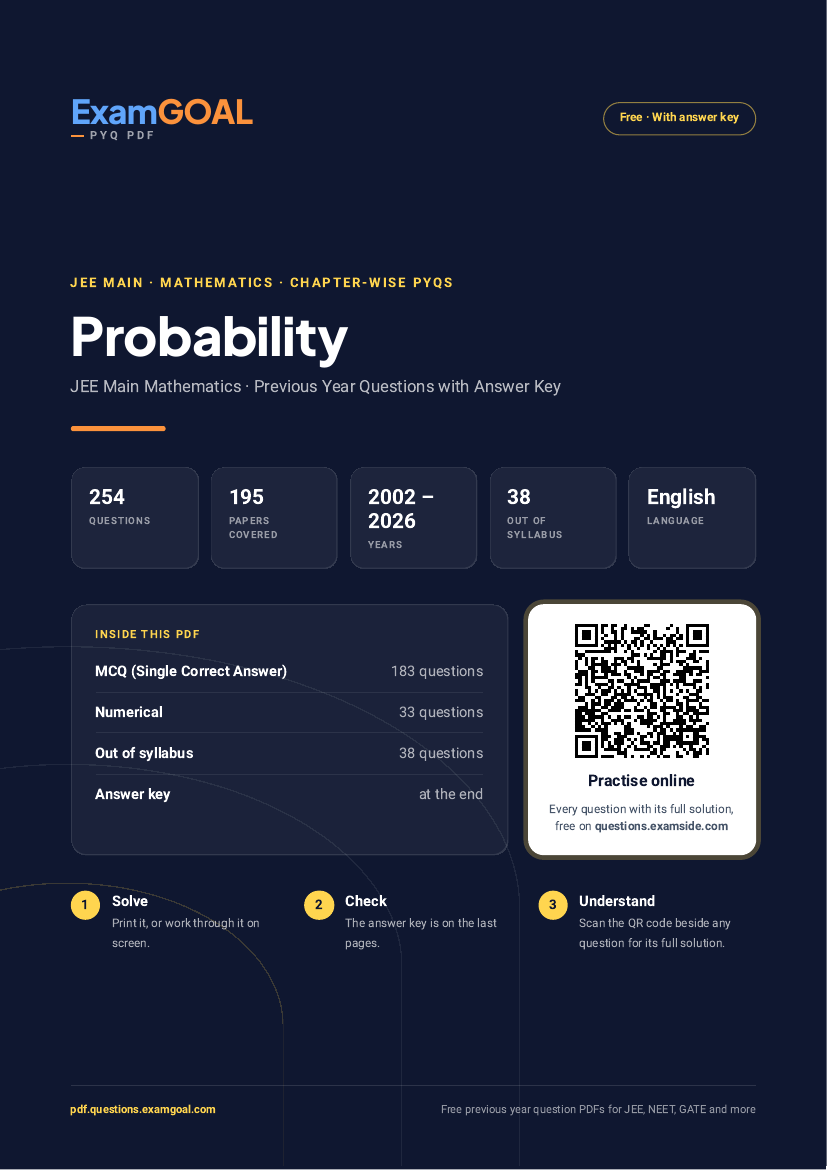 ExamGOAL
PYQ PDF
Free · With answer key
JEE MAIN · MATHEMATICS · CHAPTER-WISE PYQS
Probability
JEE Main Mathematics · Previous Year Questions with Answer Key
254
QUESTIONS
195
PAPERS
COVERED
2002 –
2026
YEARS
38
OUT OF
SYLLABUS
English
LANGUAGE
INSIDE THIS PDF
MCQ (Single Correct Answer) 183 questions
Numerical 33 questions
Out of syllabus 38 questions
Answer key at the end
Practise online
Every question with its full solution,
free on questions.examside.com
1 Solve
Print it, or work through it on
screen.
2 Check
The answer key is on the last
pages.
3 Understand
Scan the QR code beside any
question for its full solution.
pdf.questions.examgoal.com
Free previous year question PDFs for JEE, NEET, GATE and more